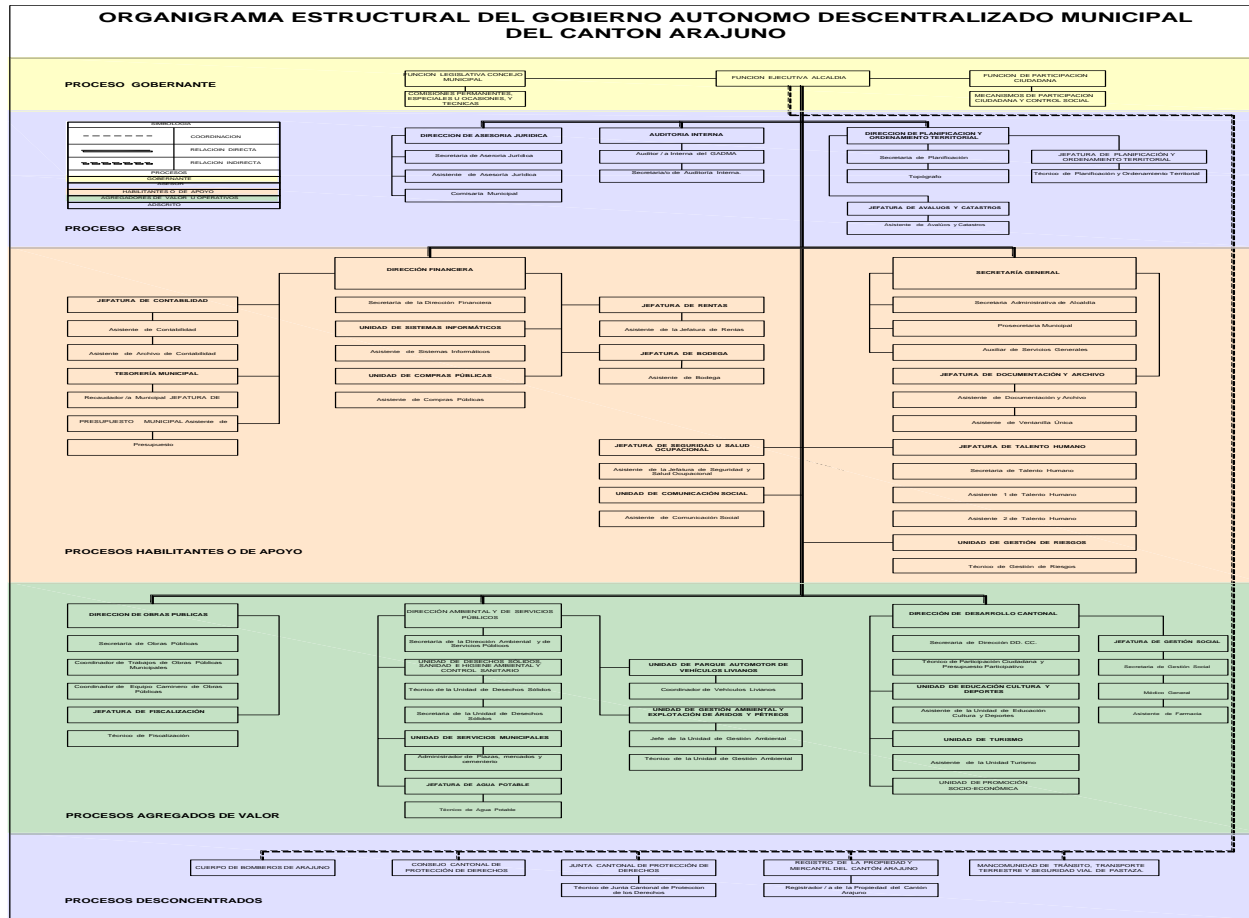 ORGANIGRAMA ESTRUCTURAL DEL GOBIERNO AUTONOMO DESCENTRALIZADO MUNICIPAL
DEL CANTON ARAJUNO
PROCESO GOBERNANTE
FUNCION LEGISLATIVA CONCEJO
MUNICIPAL
COMISIONES PERMANENTES,
ESPECIALES U OCASIONES, Y
TECNICAS
FUNCION EJECUTIVA ALCALDIA
FUNCION DE PARTICIPACION
CIUDADANA
MECANISMOS DE PARTICIPACION
CIUDADANA Y CONTROL SOCIAL
SIMBOLOGIA
COORDINACION
RELACION DIRECTA
RELACION INDIRECTA
PROCESOS
GOBERNANTE
ASESOR
HABILITANTES O DE APOYO
AGREGADORES DE VALOR U OPERATIVOS
ADSCRITO
PROCESO ASESOR
DIRECCION DE ASESORIA JURIDICA
Secretaria de Asesoria Jurídica
Asistente de Asesoria Jurídica
Comisaría Municipal
AUDITORIA INTERNA
Auditor / a Interna del GADMA
Secretaria/o de Auditoría Interna.
DIRECCION DE PLANIFICACION Y
ORDENAMIENTO TERRITORIAL
Secretaria de Planificación
Topógrafo
JEFATURA DE AVALUOS Y CATASTROS
Asistente de Avalúos y Catastros
JEFATURA DE PLANIFICACIÓN Y
ORDENAMIENTO TERRITORIAL
Técnico de Planificación y Ordenamiento Territorial
DIRECCIÓN FINANCIERA
JEFATURA DE CONTABILIDAD
Asistente de Contabilidad
Asistente de Archivo de Contabilidad
TESORERÍA MUNICIPAL
Recaudador /a Municipal JEFATURA DE
PRESUPUESTO MUNICIPAL Asistente de
Presupuesto
Secretaria de la Dirección Financiera
UNIDAD DE SISTEMAS INFORMÁTICOS
Asistente de Sistemas Informáticos
UNIDAD DE COMPRAS PÚBLICAS
Asistente de Compras Públicas
JEFATURA DE RENTAS
Asistente de la Jefatura de Rentas
JEFATURA DE BODEGA
Asistente de Bodega
JEFATURA DE SEGURIDAD U SALUD
OCUPACIONAL
Asistente de la Jefatura de Seguridad y
Salud Ocupacional
UNIDAD DE COMUNICACIÓN SOCIAL
Asistente de Comunicación Social
SECRETARÍA GENERAL
Secretaria Administrativa de Alcaldía
Prosecretaria Municipal
Auxiliar de Servicios Generales
JEFATURA DE DOCUMENTACIÓN Y ARCHIVO
Asistente de Documentación y Archivo
Asistente de Ventanilla Única
JEFATURA DE TALENTO HUMANO
Secretaria de Talento Humano
Asistente 1 de Talento Humano
Asistente 2 de Talento Humano
UNIDAD DE GESTIÓN DE RIESGOS
Técnico de Gestión de Riesgos
PROCESOS HABILITANTES O DE APOYO
DIRECCION DE OBRAS PUBLICAS
Secretaria de Obras Públicas
Coordinador de Trabajos de Obras Públicas
Municipales
Coordinador de Equipo Caminero de Obras
Públicas
JEFATURA DE FISCALIZACIÓN
Técnico de Fiscalización
DIRECCIÓN AMBIENTAL Y DE SERVICIOS
PÚBLICOS
Secretaria de la Dirección Ambiental y de
Servicios Públicos
UNIDAD DE DESECHOS SÓLIDOS,
SANIDAD E HIGIENE AMBIENTAL Y
CONTROL SANITARIO
Técnico de la Unidad de Desechos Sólidos
Secretaria de la Unidad de Desechos
Sólidos
UNIDAD DE SERVICIOS MUNICIPALES
Administrador de Plazas, mercados y
cementerio
JEFATURA DE AGUA POTABLE
Técnico de Agua Potable
UNIDAD DE PARQUE AUTOMOTOR DE
VEHÍCULOS LIVIANOS
Coordinador de Vehículos Livianos
UNIDAD DE GESTIÓN AMBIENTAL Y
EXPLOTACIÓN DE ÁRIDOS Y PÉTREOS
Jefe de la Unidad de Gestión Ambiental
Técnico de la Unidad de Gestión Ambiental
DIRECCIÓN DE DESARROLLO CANTONAL
Secrecaria de Dirección DD. CC.
Técnico de Participación Ciudadana y
Presupuesto Participativo
UNIDAD DE EDUCACIÓN CULTURA Y
DEPORTES
Asistente de la Unidad de Educación
Cultura y Deportes
UNIDAD DE TURISMO
Asistente de la Unidad Turismo
UNIDAD DE PROMOCIÓN
SOCIO-ECONÓMICA
JEFATURA DE GESTIÓN SOCIAL
Secretaria de Gestión Social
Médico General
Asistente de Farmacia
PROCESOS AGREGADOS DE VALOR
CUERPO DE BOMBEROS DE ARAJUNO
CONSEJO CANTONAL DE
PROTECCIÓN DE DERECHOS
JUNTA CANTONAL DE PROTECCIÓN DE
DERECHOS
Técnico de Junta Cantonal de Proteccion
de los Derechos
REGISTRO DE LA PROPIEDAD Y
MERCANTIL DEL CANTÓN ARAJUNO
Registrador / a de la Propiedad del Cantón
Arajuno
MANCOMUNIDAD DE TRÁNSITO, TRANSPORTE
TERRESTRE Y SEGURIDAD VIAL DE PASTAZA.
PROCESOS DESCONCENTRADOS